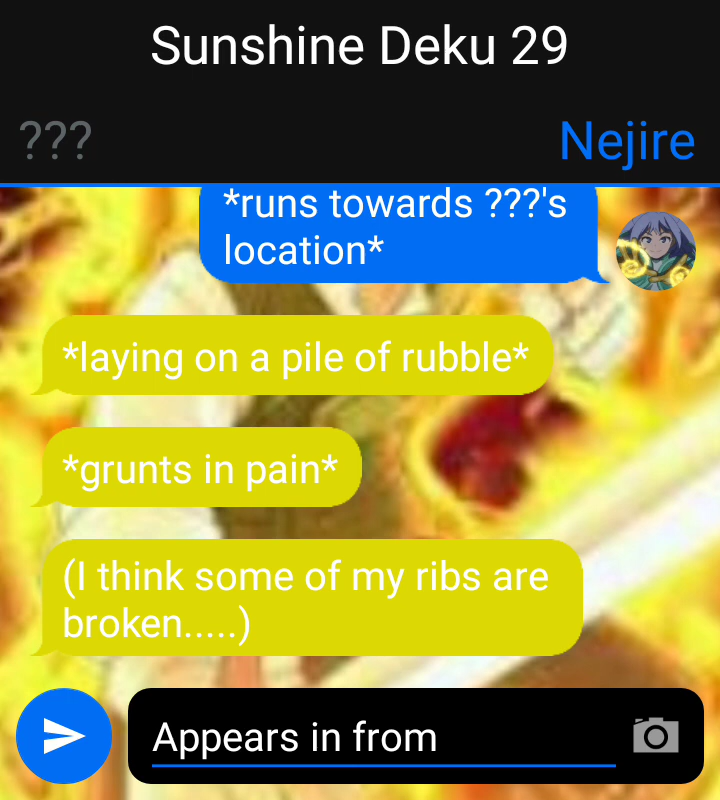 Sunshine Deku 29
??? Nejire
*runs towards ???'s
location*
*laying on a pile of rubble*
*grunts in pain*
(I think some of my ribs are
broken.....)
Appears in from